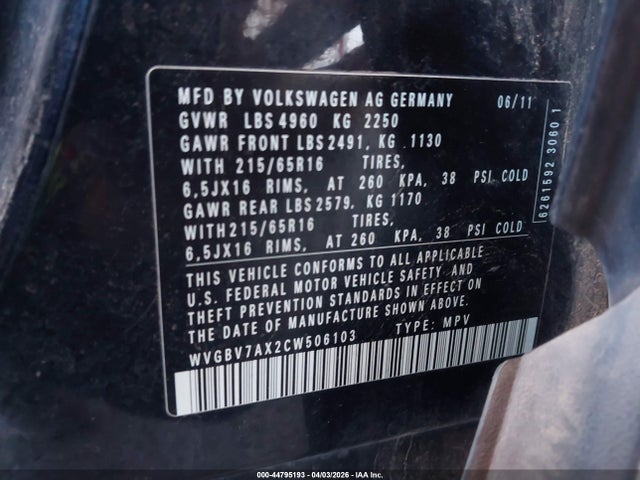 MFD BY VOLKSWAGEN AG GERMANY 06/11
GVWR LBS 4960 KG 2250
GAWR FRONT LBS 2491, KG 1130
WITH 215/65R16 TIRES,
6,5JX16 RIMS, AT 260 KPA, 38 PSI COLD
GAWR REAR LBS 2579, KG 1170
WITH 215/65R16 TIRES,
6,5JX16 RIMS, AT 260 KPA, 38 PSI COLD
THIS VEHICLE CONFORMS TO ALL APPLICABLE
U.S. FEDERAL MOTOR VEHICLE SAFETY AND
THEFT PREVENTION STANDARDS IN EFFECT ON
THE DATE OF MANUFACTURE SHOWN ABOVE.
WVGBV7AX2CW506103 TYPE: MPV
6261592 30601
000-44795193 - 04/03/2026 - IAA Inc.